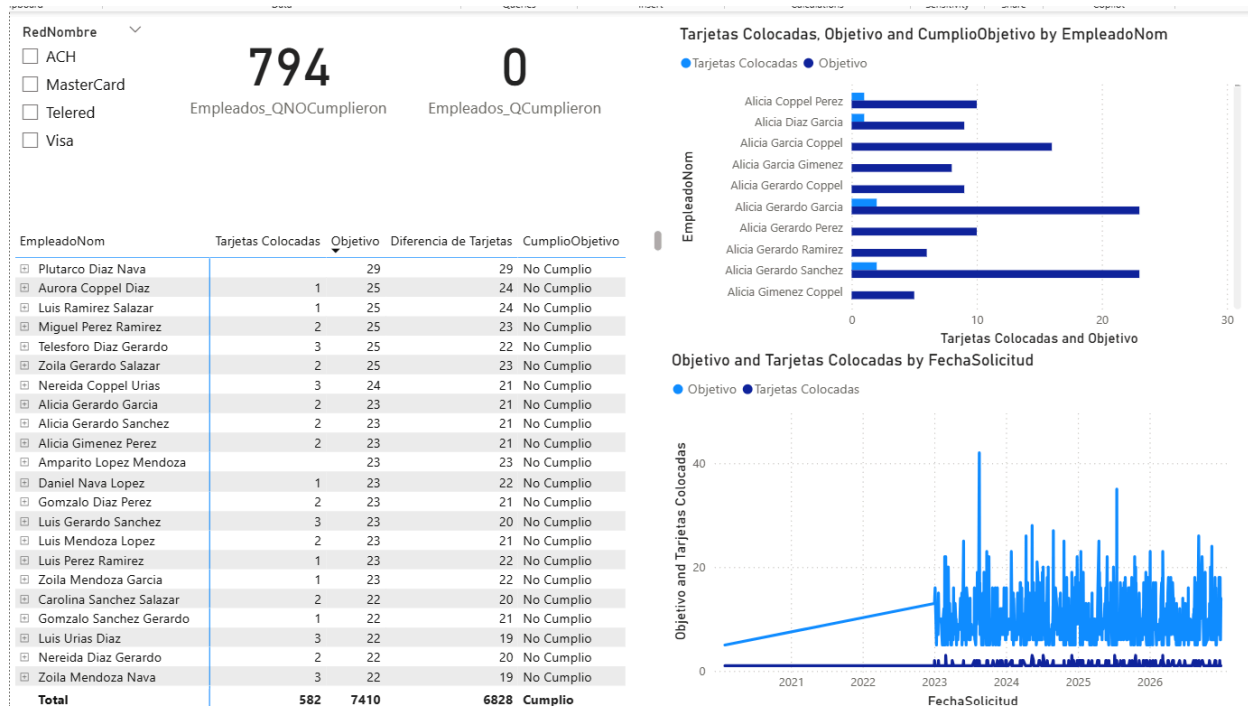 RedNombre
ACH
MasterCard
Telered
Visa
794
Empleados_QNOCumplieron
0
Empleados_QCumplieron
EmpleadoNom Tarjetas Colocadas Objetivo Diferencia de Tarjetas CumplioObjetivo
Plutarco Diaz Nava 29 29 No Cumplio
Aurora Coppel Diaz 1 25 24 No Cumplio
Luis Ramirez Salazar 1 25 24 No Cumplio
Miguel Perez Ramirez 2 25 23 No Cumplio
Telesforo Diaz Gerardo 3 25 22 No Cumplio
Zoila Gerardo Salazar 2 25 23 No Cumplio
Nereida Coppel Urias 3 24 21 No Cumplio
Alicia Gerardo Garcia 2 23 21 No Cumplio
Alicia Gerardo Sanchez 2 23 21 No Cumplio
Alicia Gimenez Perez 2 23 21 No Cumplio
Amparito Lopez Mendoza 23 23 No Cumplio
Daniel Nava Lopez 1 23 22 No Cumplio
Gomzalo Diaz Perez 2 23 21 No Cumplio
Luis Gerardo Sanchez 3 23 20 No Cumplio
Luis Mendoza Lopez 2 23 21 No Cumplio
Luis Perez Ramirez 1 23 22 No Cumplio
Zoila Mendoza Garcia 1 23 22 No Cumplio
Carolina Sanchez Salazar 2 22 20 No Cumplio
Gomzalo Sanchez Gerardo 1 22 21 No Cumplio
Luis Urias Diaz 3 22 19 No Cumplio
Nereida Diaz Gerardo 2 22 20 No Cumplio
Zoila Mendoza Nava 3 22 19 No Cumplio
Total 582 7410 6828 Cumplio
Tarjetas Colocadas, Objetivo and CumplioObjetivo by EmpleadoNom
Tarjetas Colocadas Objetivo
EmpleadoNom
Alicia Coppel Perez
Alicia Diaz Garcia
Alicia Garcia Coppel
Alicia Garcia Gimenez
Alicia Gerardo Coppel
Alicia Gerardo Garcia
Alicia Gerardo Perez
Alicia Gerardo Ramirez
Alicia Gerardo Sanchez
Alicia Gimenez Coppel
0 10 20 30
Tarjetas Colocadas and Objetivo
Objetivo and Tarjetas Colocadas by FechaSolicitud
Objetivo Tarjetas Colocadas
Objetivo and Tarjetas Colocadas
40
20
0
2021 2022 2023 2024 2025 2026
FechaSolicitud